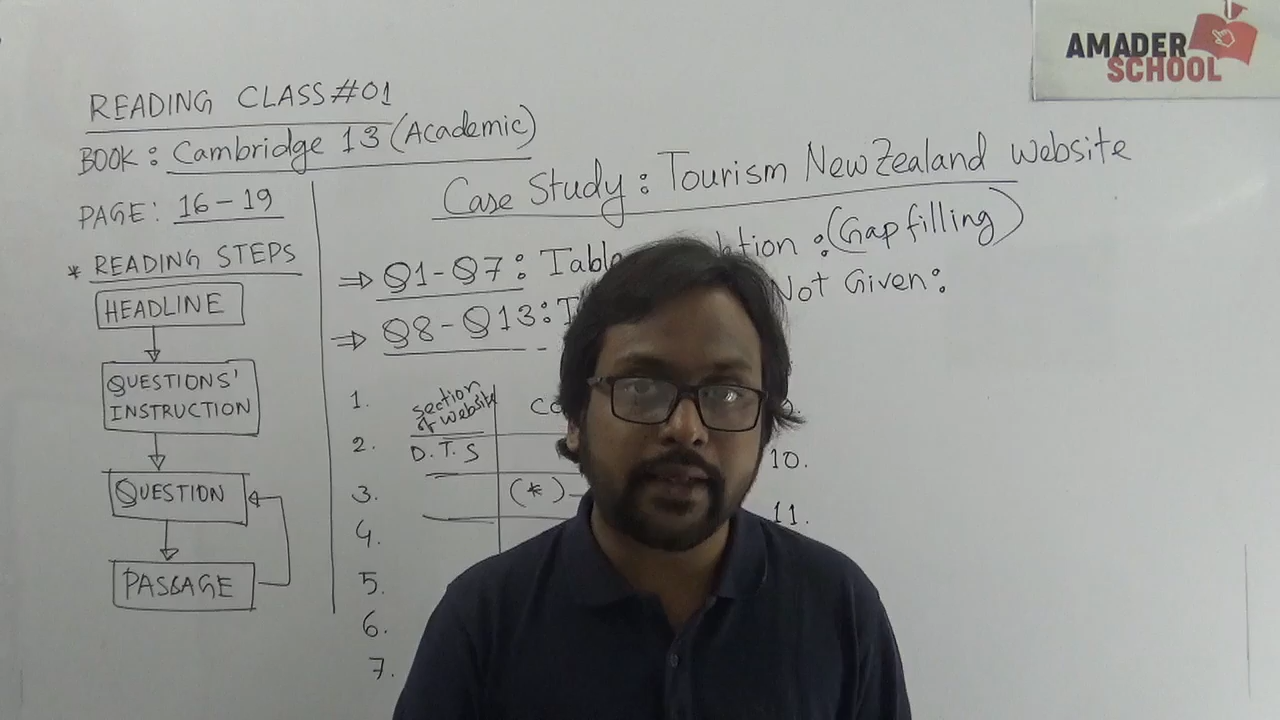 AMADER
SCHOOL
READING CLASS#01
BOOK: Cambridge 13 (Academic)
PAGE: 16-19
* READING STEPS
HEADLINE
QUESTIONS'
INSTRUCTION
QUESTION
PASSAGE
Case Study: Tourism New Zealand Website
⇒ Q1-Q7: (Gap filling)
⇒ Q8-Q13: Not Given:
1.
section
of website
2. D.T.S
3. (*)
4.
5.
6.
7.
10.
11.